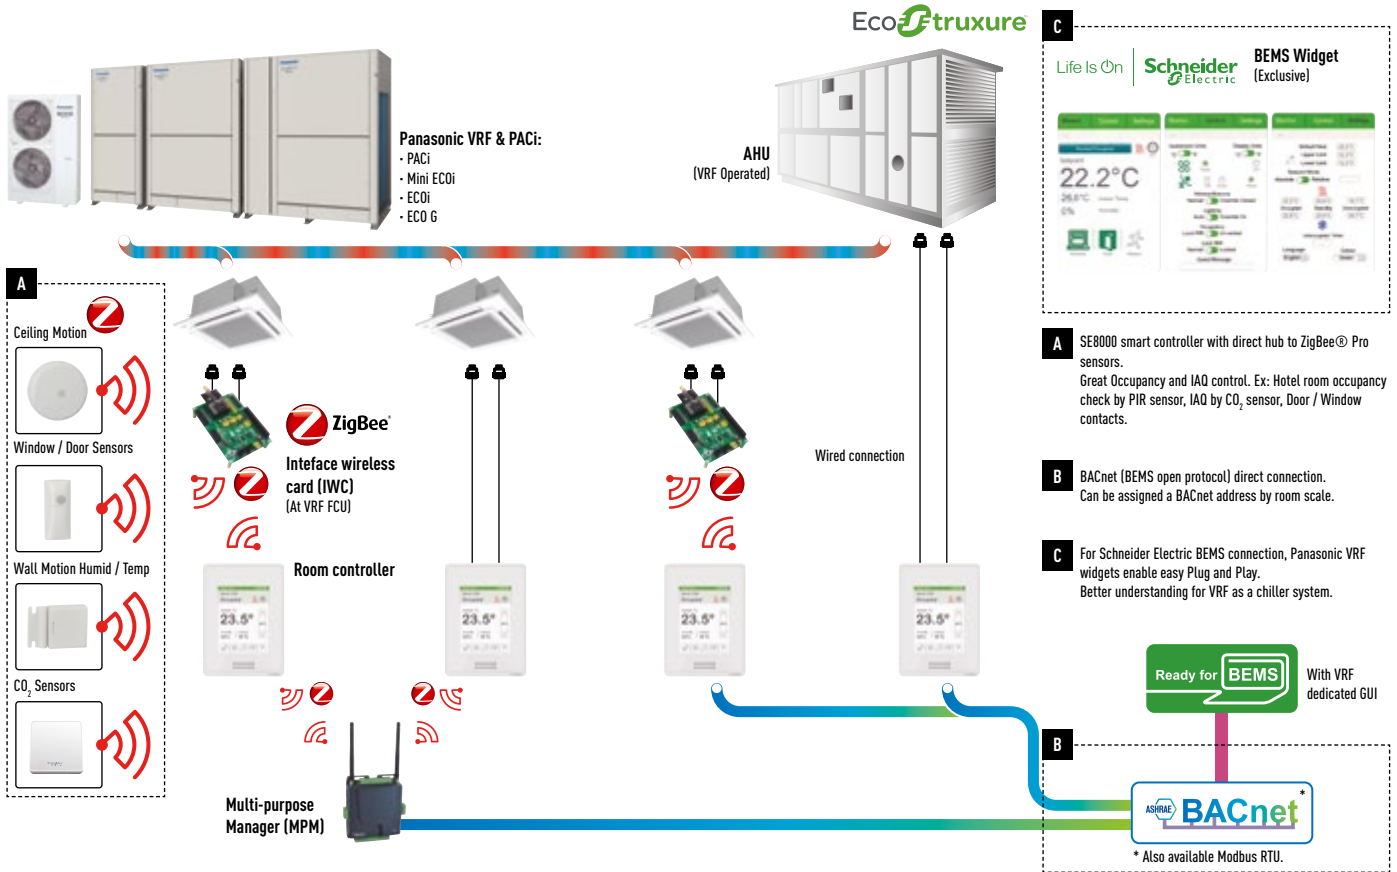 EcoStruxure
C
Life Is On
Schneider
Electric
BEMS Widget
(Exclusive)
22.2°C
Panasonic VRF & PACi:
· PACi
· Mini ECOi
· ECOi
· ECO G
AHU
(VRF Operated)
A
Ceiling Motion
Window / Door Sensors
Wall Motion Humid / Temp
CO2 Sensors
ZigBee®
Inteface wireless
card (IWC)
(At VRF FCU)
Room controller
Wired connection
23.5°
23.5°
23.5°
23.5°
Multi-purpose
Manager (MPM)
A
SE8000 smart controller with direct hub to ZigBee® Pro
sensors.
Great Occupancy and IAQ control. Ex: Hotel room occupancy
check by PIR sensor, IAQ by CO2 sensor, Door / Window
contacts.
B
BACnet (BEMS open protocol) direct connection.
Can be assigned a BACnet address by room scale.
C
For Schneider Electric BEMS connection, Panasonic VRF
widgets enable easy Plug and Play.
Better understanding for VRF as a chiller system.
Ready for BEMS
With VRF
dedicated GUI
B
ASHRAE BACnet *
* Also available Modbus RTU.